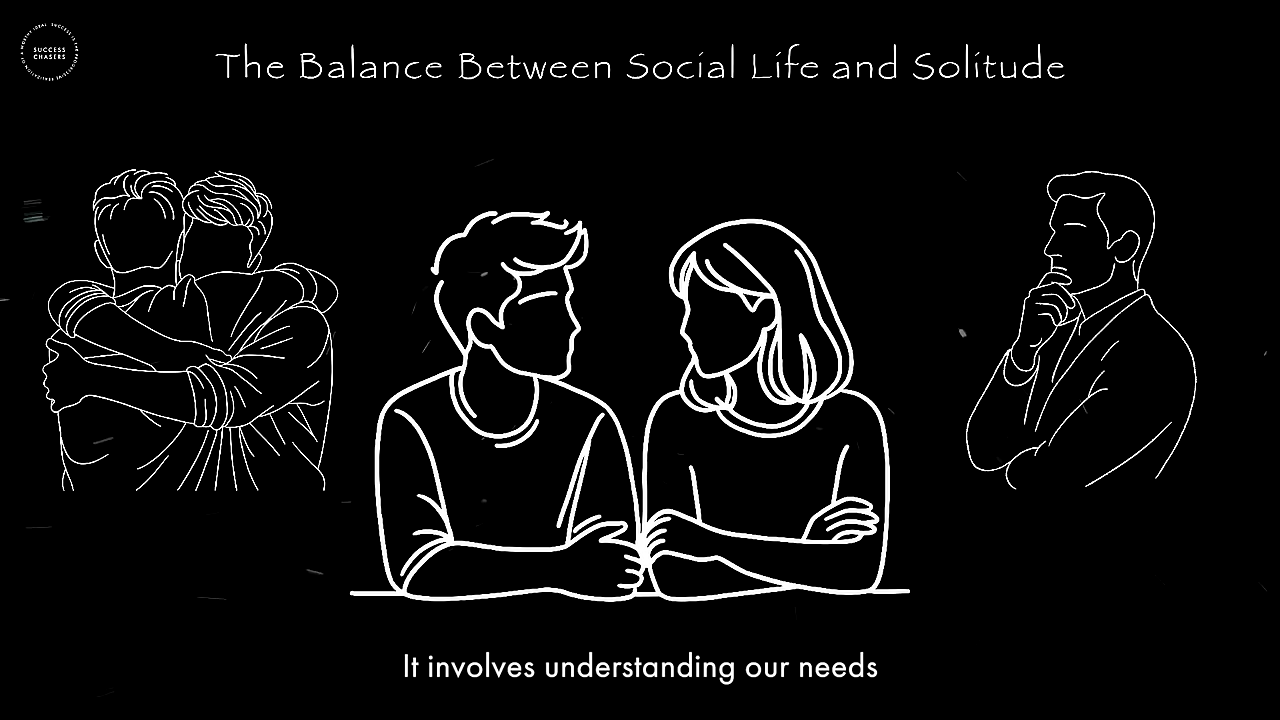 SUCCESS
CHASERS
The Balance Between Social Life and Solitude
It involves understanding our needs